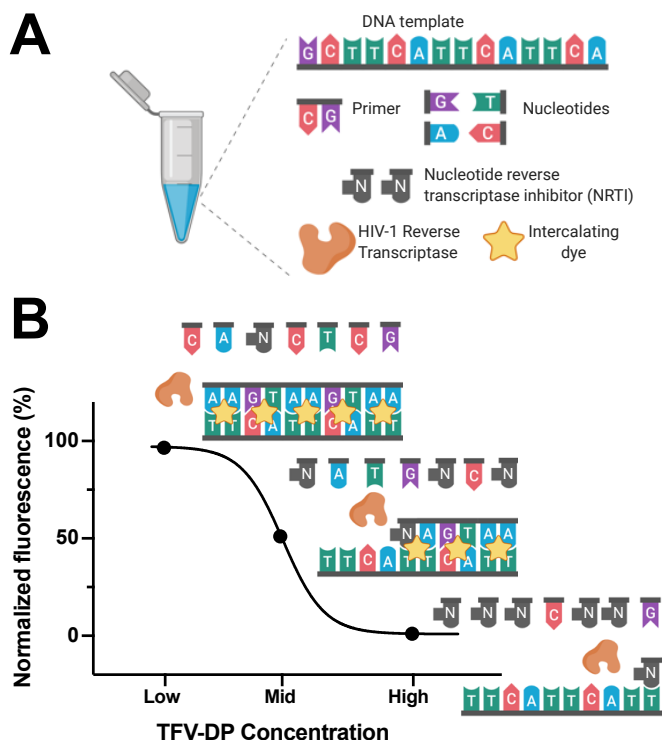 A
DNA template
G C T T C A T T C A T T C A
C G
Primer
G T
A C
Nucleotides
N N
Nucleotide reverse
transcriptase inhibitor (NRTI)
HIV-1 Reverse
Transcriptase
Intercalating
dye
B
C A N C T C G
A A G T A A G T A A
T T C A T T C A T T
N A T G N C N
N A G T A A
T T C A T T C A T T
N N N C N N G
N
T T C A T T C A T T
Normalized fluorescence (%)
100
50
0
Low Mid High
TFV-DP Concentration